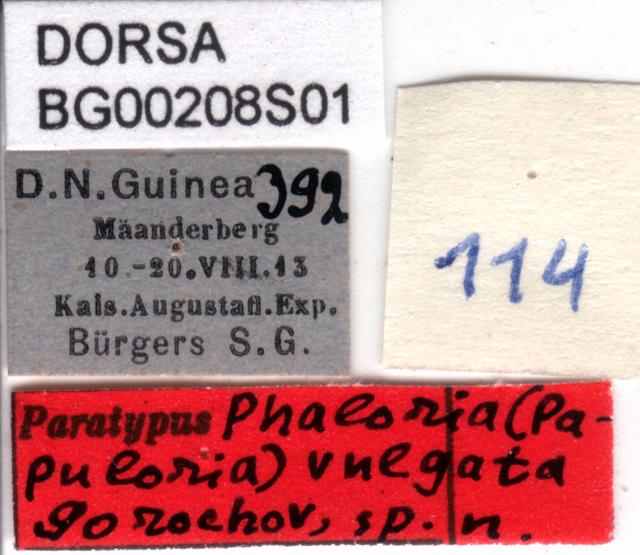 DORSA
BG00208S01
D.N.Guinea 392
Mäanderberg
10.-20.VIII.13
Kais.Augustafl.Exp.
Bürgers S.G.
114
Paratypus Phaloria (Pa-
puloria) vulgata
Gorochov, sp. n.